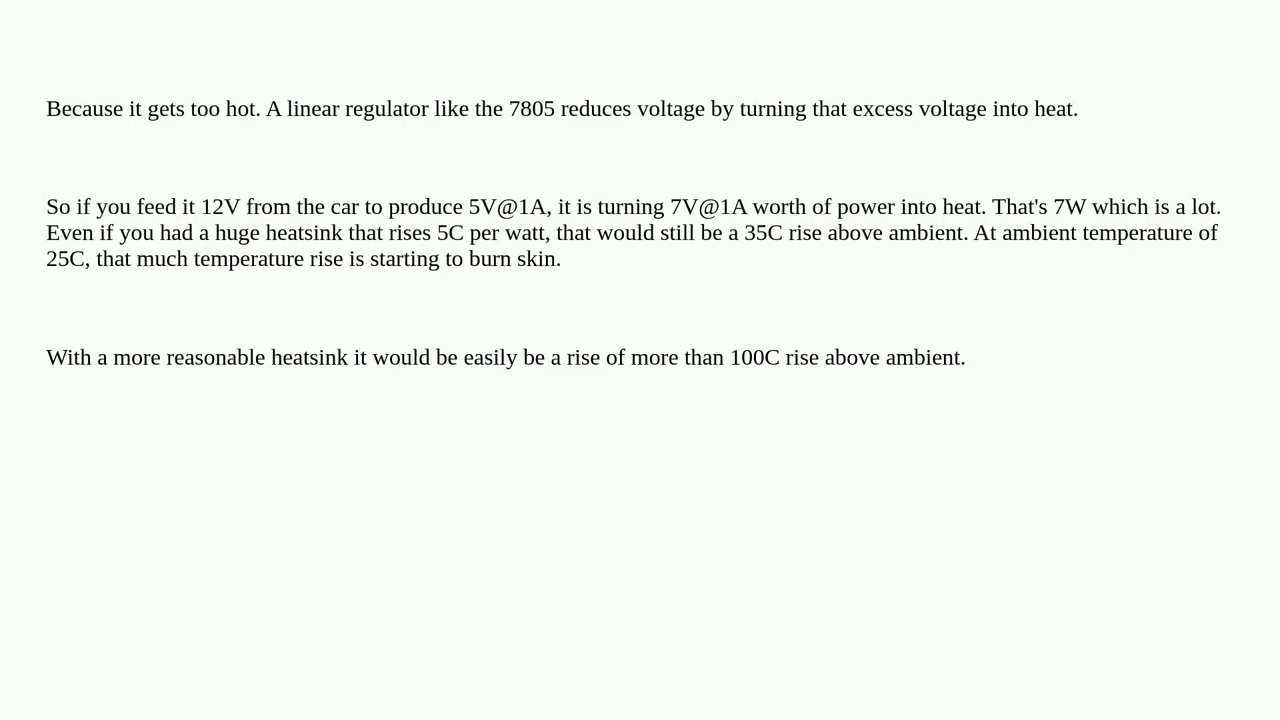 Because it gets too hot. A linear regulator like the 7805 reduces voltage by turning that excess voltage into heat.
So if you feed it 12V from the car to produce 5V@1A, it is turning 7V@1A worth of power into heat. That's 7W which is a lot.
Even if you had a huge heatsink that rises 5C per watt, that would still be a 35C rise above ambient. At ambient temperature of
25C, that much temperature rise is starting to burn skin.
With a more reasonable heatsink it would be easily be a rise of more than 100C rise above ambient.